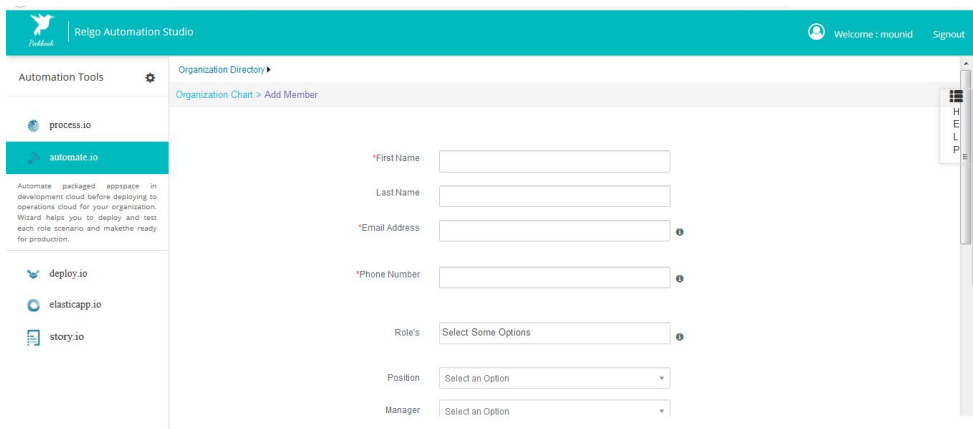 Relgo Automation Studio
Welcome : mounid
Signout
Automation Tools
process.io
automate.io
Automate packaged appspace in
development cloud before deploying to
operations cloud for your organization.
Wizard helps you to deploy and test
each role scenario and makethe ready
for production.
deploy.io
elasticapp.io
story.io
Organization Directory
Organization Chart > Add Member
H
E
L
P
*First Name
Last Name
*Email Address
*Phone Number
Role's Select Some Options
Position Select an Option
Manager Select an Option